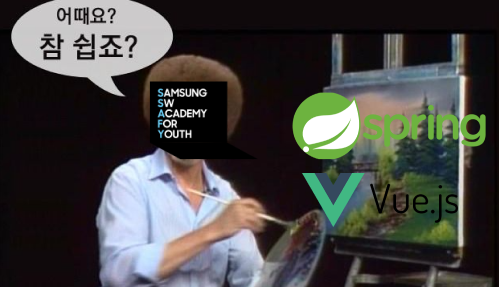 어때요?
참 쉽죠?
SAMSUNG
SW
ACADEMY
FOR
YOUTH
spring
Vue.js